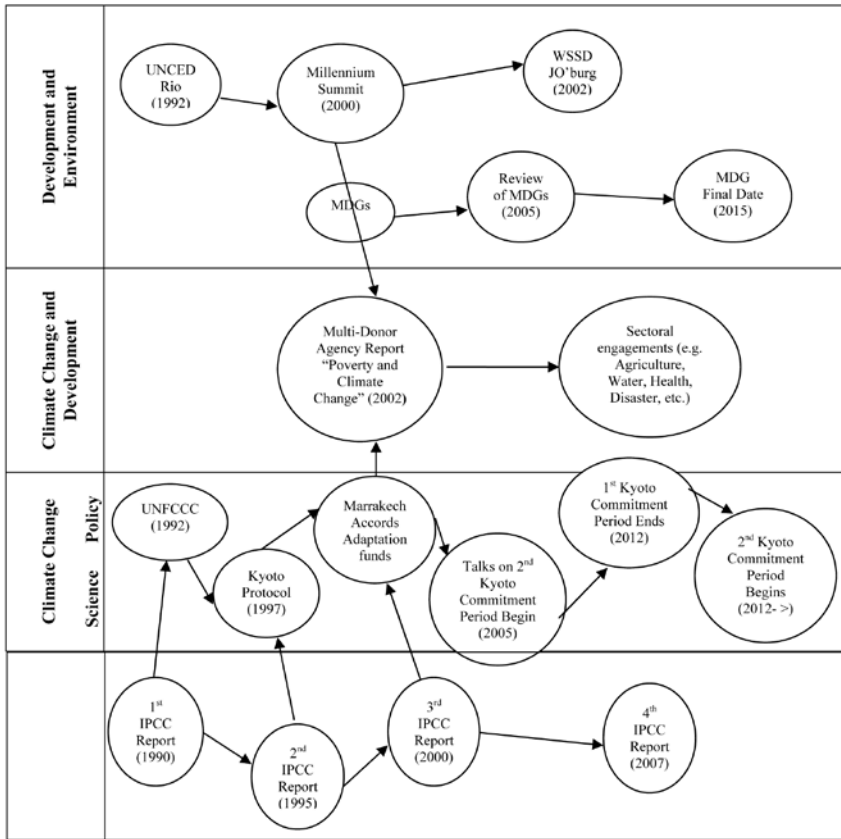 Development and
Environment
UNCED
Rio
(1992)
Millennium
Summit
(2000)
WSSD
JO’burg
(2002)
MDGs
Review
of MDGs
(2005)
MDG
Final Date
(2015)
Climate Change and
Development
Multi-Donor
Agency Report
“Poverty and
Climate
Change” (2002)
Sectoral
engagements (e.g.
Agriculture,
Water, Health,
Disaster, etc.)
Climate Change
Science Policy
UNFCCC
(1992)
Kyoto
Protocol
(1997)
Marrakech
Accords
Adaptation
funds
Talks on 2nd
Kyoto
Commitment
Period Begin
(2005)
1st Kyoto
Commitment
Period Ends
(2012)
2nd Kyoto
Commitment
Period
Begins
(2012- >)
1st
IPCC
Report
(1990)
2nd
IPCC
Report
(1995)
3rd
IPCC
Report
(2000)
4th
IPCC
Report
(2007)